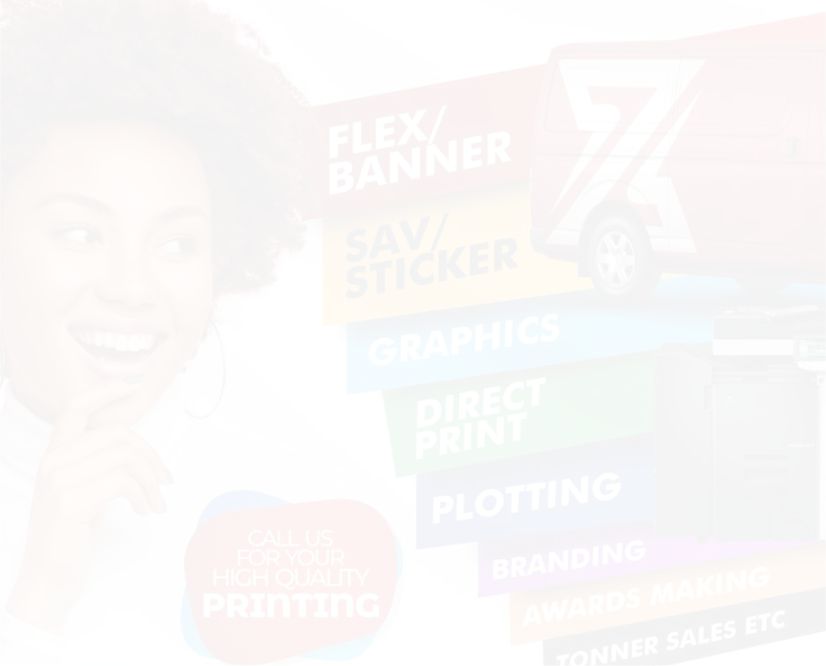 FLEX/
BANNER
SAV/
STICKER
GRAPHICS
DIRECT
PRINT
PLOTTING
BRANDING
AWARDS MAKING
TONNER SALES ETC
CALL US
FOR YOUR
HIGH QUALITY
PRINTING